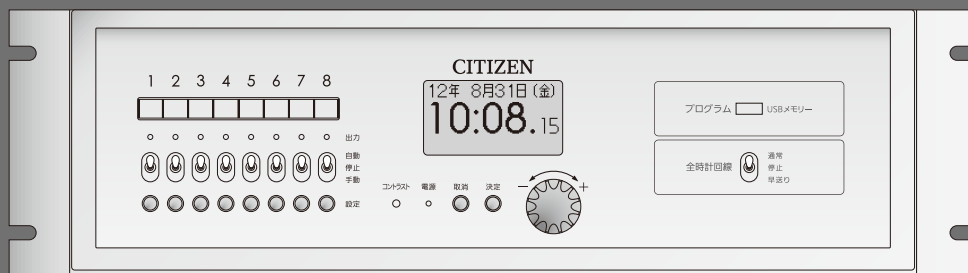 CITIZEN
1 2 3 4 5 6 7 8
12年 8月31日(金)
10:08.15
出力
自動
停止
手動
設定
コントラスト 電源 取消 決定
− +
プログラム USBメモリー
全時計回線
通常
停止
早送り